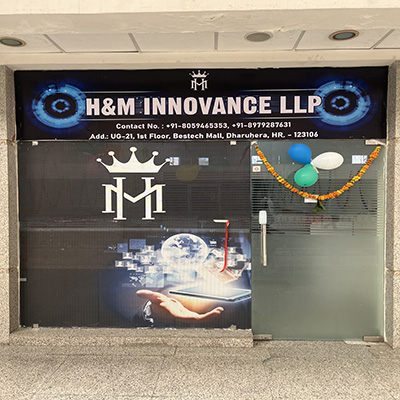 HM
H&M INNOVANCE LLP
Contact No. : +91-8059465353, +91-8979287631
Add.: UG-21, 1st Floor, Bestech Mall, Dharuhera, HR, - 123106
HM